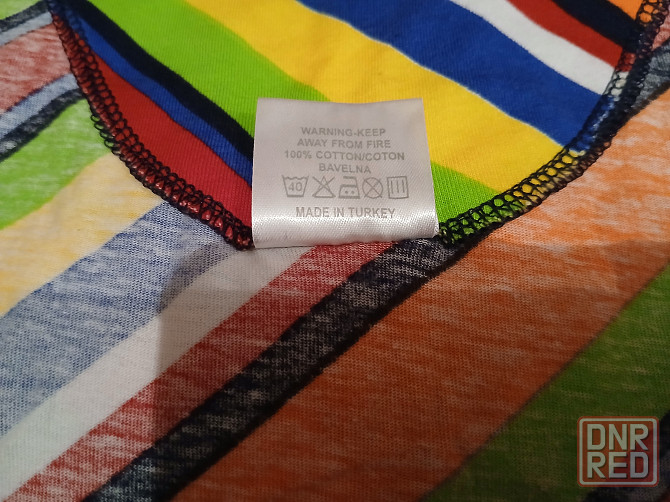 WARNING-KEEP
AWAY FROM FIRE
100% COTTON/COTON
BAVELNA
40
MADE IN TURKEY
DNR
RED